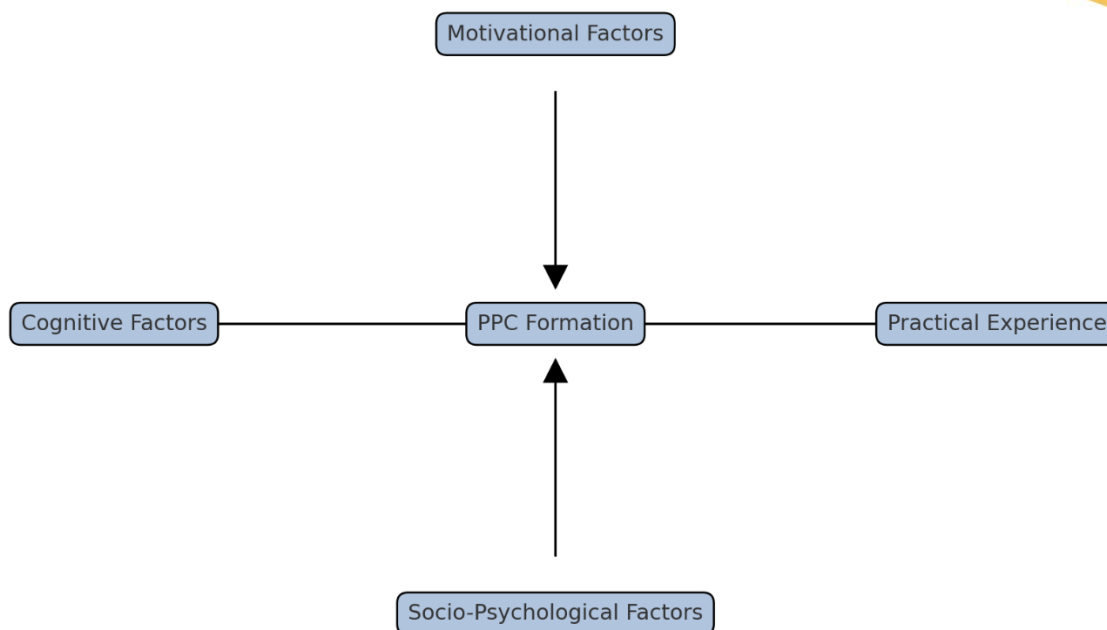 Motivational Factors
Cognitive Factors
PPC Formation
Practical Experience
Socio-Psychological Factors